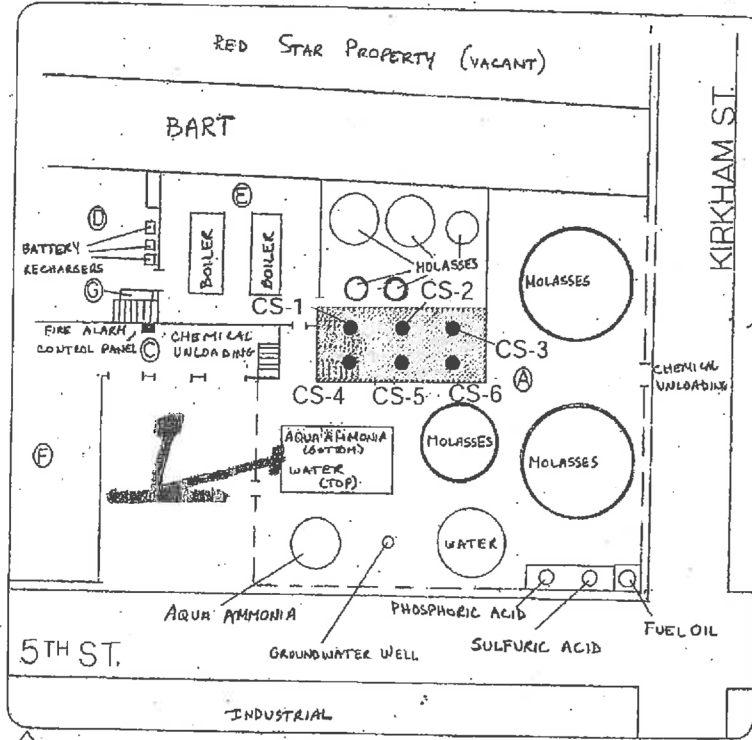 RED STAR PROPERTY (VACANT)
BART
KIRKHAM ST.
E
D
BATTERY
RECHARGERS
BOILER
BOILER
MOLASSES
MOLASSES
G
CS-1
CS-2
FIRE ALARM
CONTROL PANEL
C
CHEMICAL
UNLOADING
CS-3
A
CHEMICAL
UNLOADING
CS-4
CS-5
CS-6
F
AQUA AMMONIA
(BOTTOM)
WATER
(TOP)
MOLASSES
MOLASSES
WATER
AQUA AMMONIA
GROUNDWATER WELL
PHOSPHORIC ACID
SULFURIC ACID
FUEL OIL
5TH ST.
INDUSTRIAL